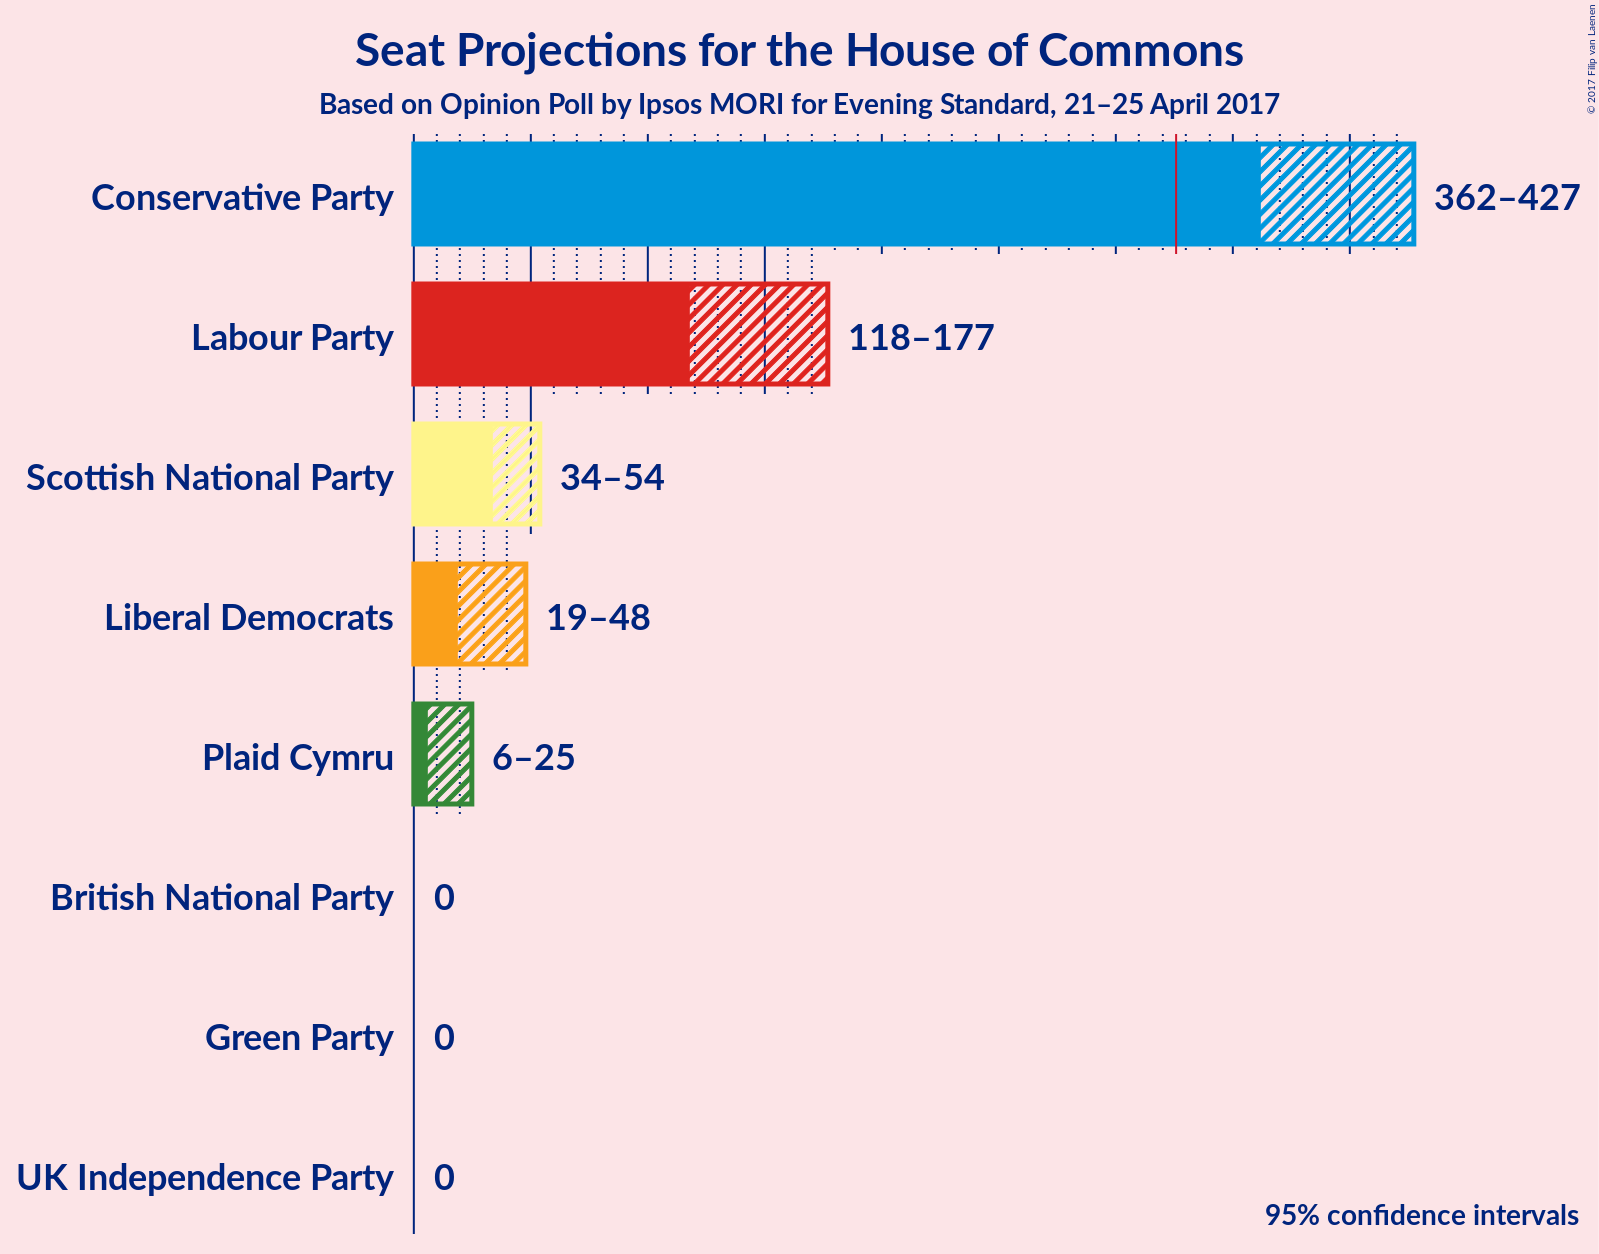 Seat Projections for the House of Commons
Based on Opinion Poll by Ipsos MORI for Evening Standard, 21–25 April 2017
© 2017 Filip van Laenen
Conservative Party
362–427
Labour Party
118–177
Scottish National Party
34–54
Liberal Democrats
19–48
Plaid Cymru
6–25
British National Party
0
Green Party
0
UK Independence Party
0
95% confidence intervals